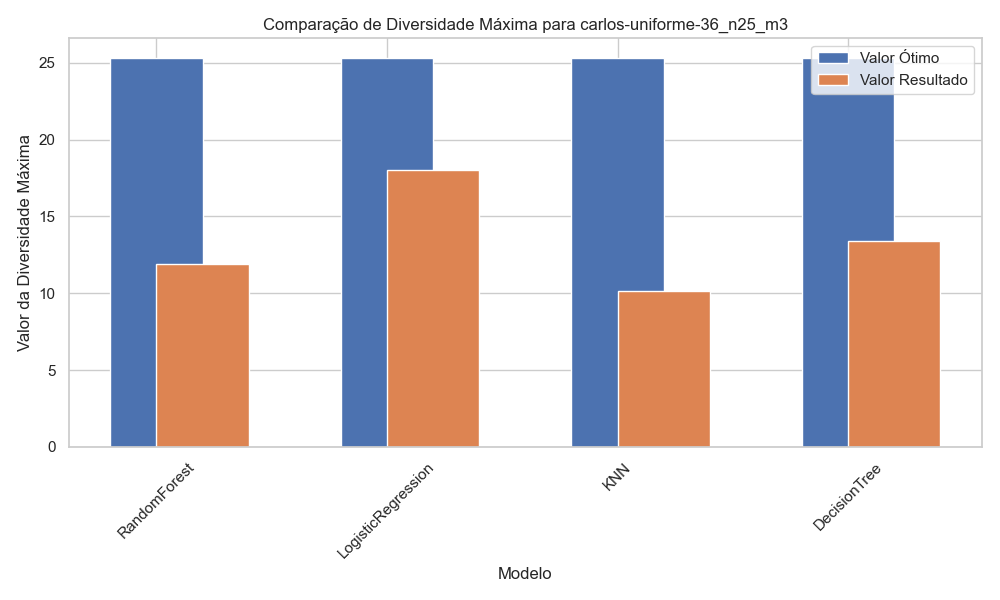 Comparação de Diversidade Máxima para carlos-uniforme-36_n25_m3
Valor Ótimo
Valor Resultado
Valor da Diversidade Máxima
25
20
15
10
5
0
RandomForest
LogisticRegression
KNN
DecisionTree
Modelo